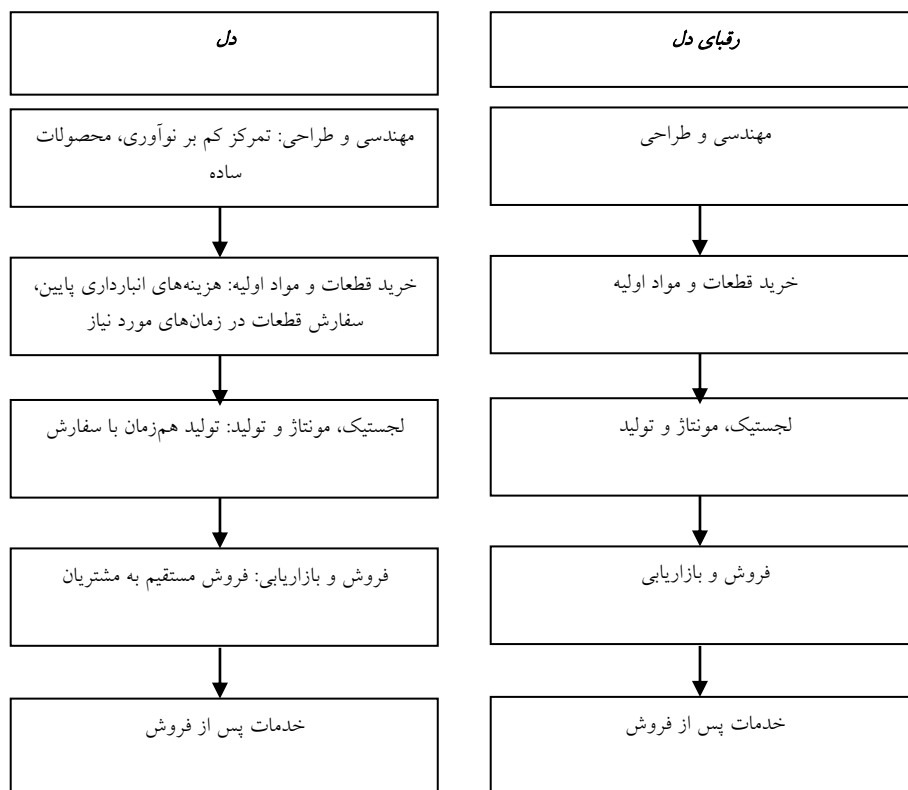 رقبای دل
مهندسی و طراحی
خرید قطعات و مواد اولیه
لجستیک، مونتاژ و تولید
فروش و بازاریابی
خدمات پس از فروش
دل
مهندسی و طراحی: تمرکز کم بر نوآوری، محصولات
ساده
خرید قطعات و مواد اولیه: هزینه‌های انبارداری پایین،
سفارش قطعات در زمان‌های مورد نیاز
لجستیک، مونتاژ و تولید: تولید هم‌زمان با سفارش
فروش و بازاریابی: فروش مستقیم به مشتریان
خدمات پس از فروش